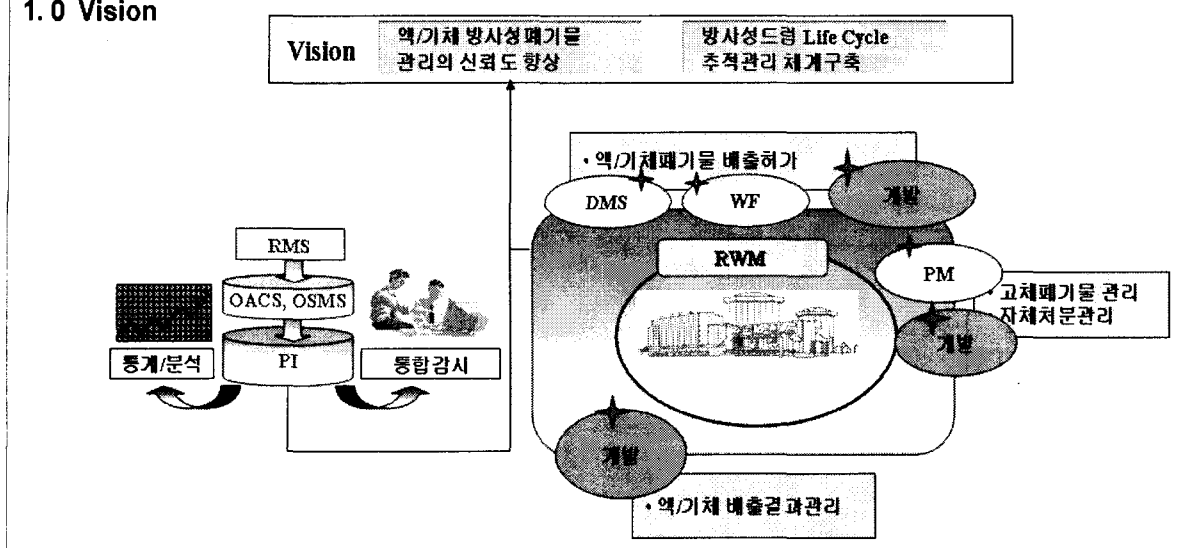 1. 0 Vision
Vision
액/기체 방사성폐기물
관리의 신뢰도 향상
방사성드럼 Life Cycle
추적관리 체계구축
• 액/기체폐기물 배출허가
DMS
WF
개발
RMS
RWM
PM
OACS, OSMS
• 고체폐기물 관리
• 자체처분관리
개발
통계/분석
PI
통합감시
개발
• 액/기체 배출결과관리